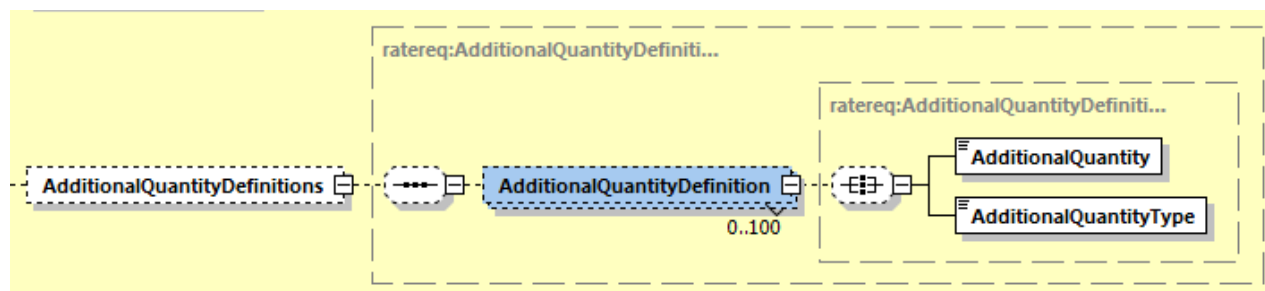 ratereq:AdditionalQuantityDefiniti...
ratereq:AdditionalQuantityDefiniti...
AdditionalQuantity
AdditionalQuantityDefinitions
AdditionalQuantityDefinition
AdditionalQuantityType
0..100